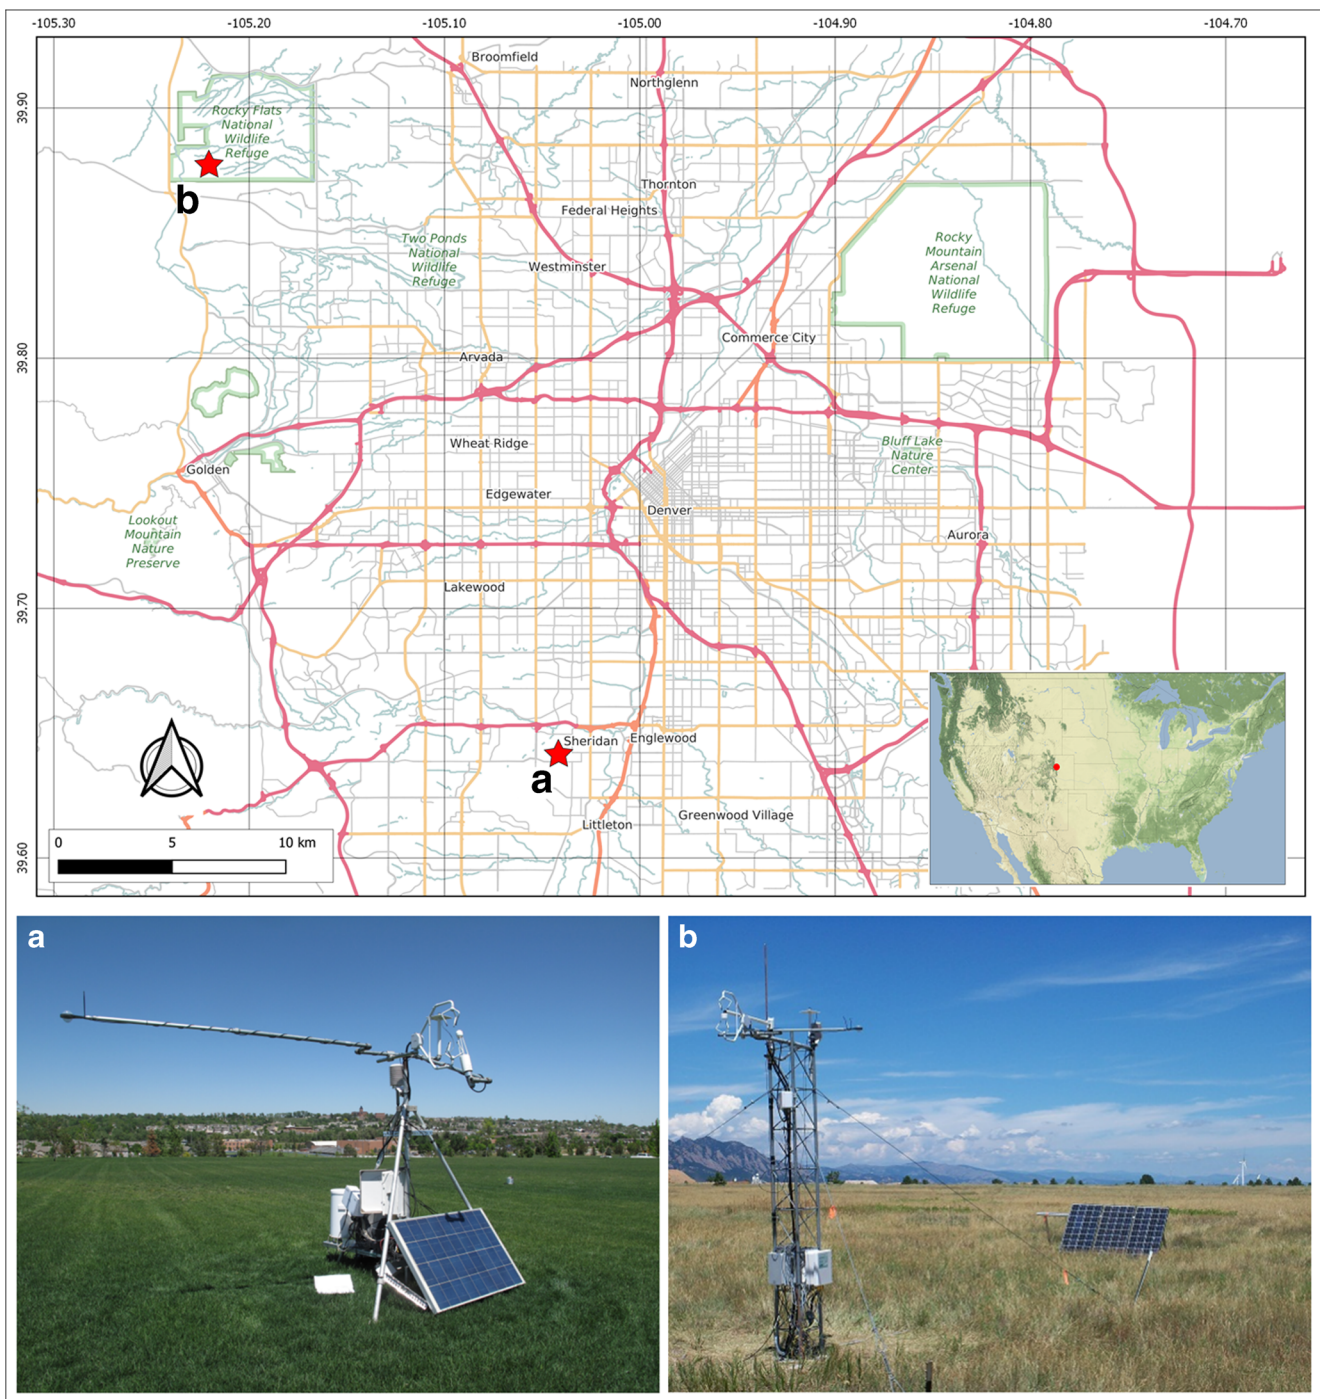 -105.30 -105.20 -105.10 -105.00 -104.90 -104.80 -104.70
39.90
39.80
39.70
39.60
Broomfield
Northglenn
Rocky Flats
National
Wildlife
Refuge
b
Thornton
Federal Heights
Two Ponds
National
Wildlife
Refuge
Westminster
Rocky
Mountain
Arsenal
National
Wildlife
Refuge
Commerce City
Arvada
Wheat Ridge
Bluff Lake
Nature
Center
Golden
Edgewater
Denver
Lookout
Mountain
Nature
Preserve
Aurora
Lakewood
Sheridan
Englewood
a
Greenwood Village
Littleton
0 5 10 km
a
b